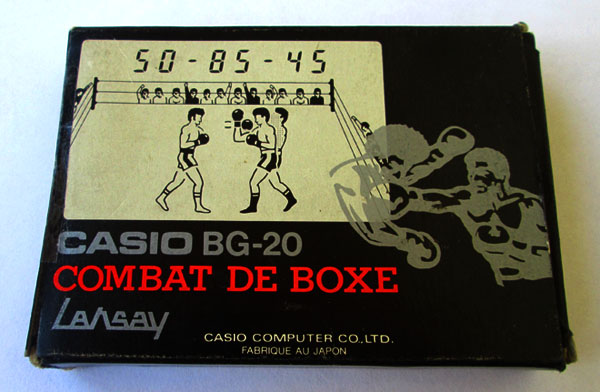 50-85-45
CASIO BG-20
COMBAT DE BOXE
Lansay
CASIO COMPUTER CO.,LTD.
FABRIQUE AU JAPON